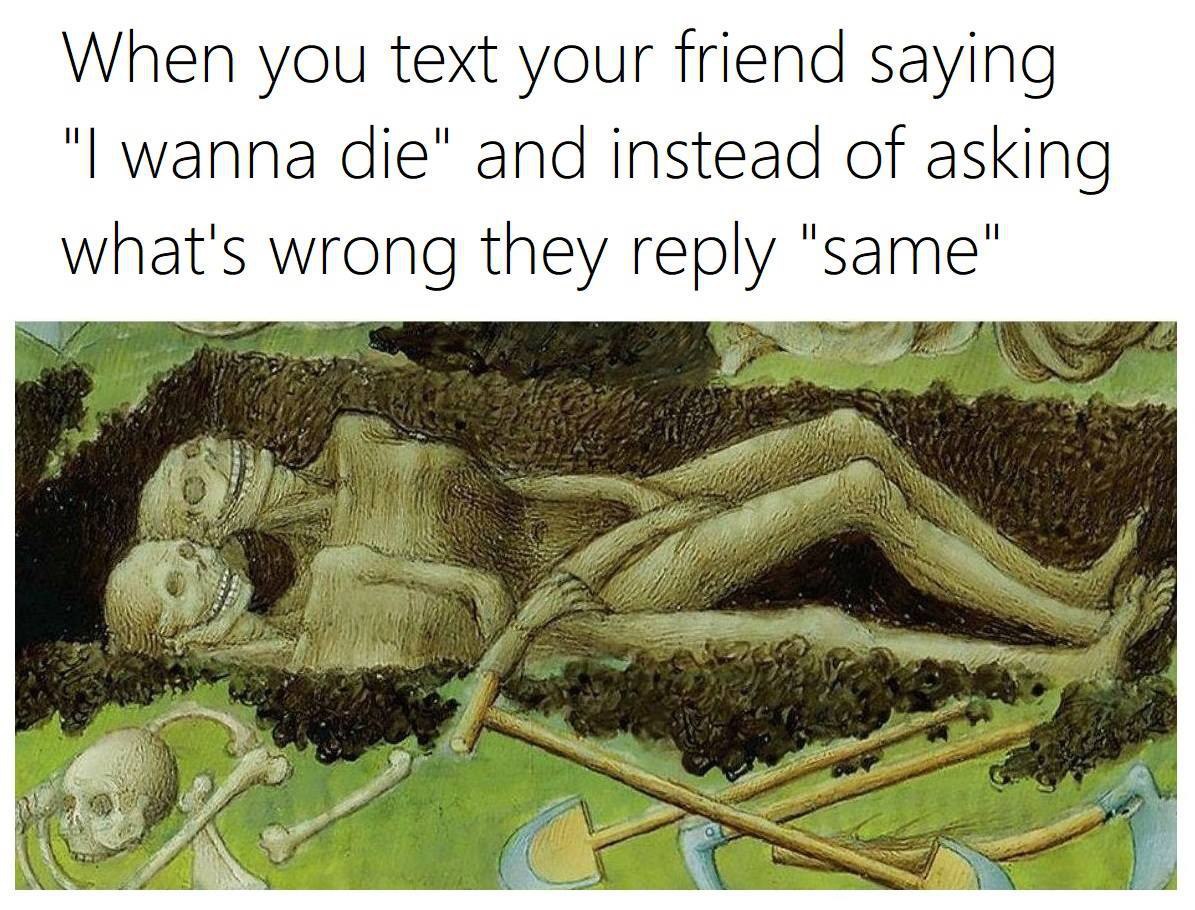 When you text your friend saying
"I wanna die" and instead of asking
what's wrong they reply "same"